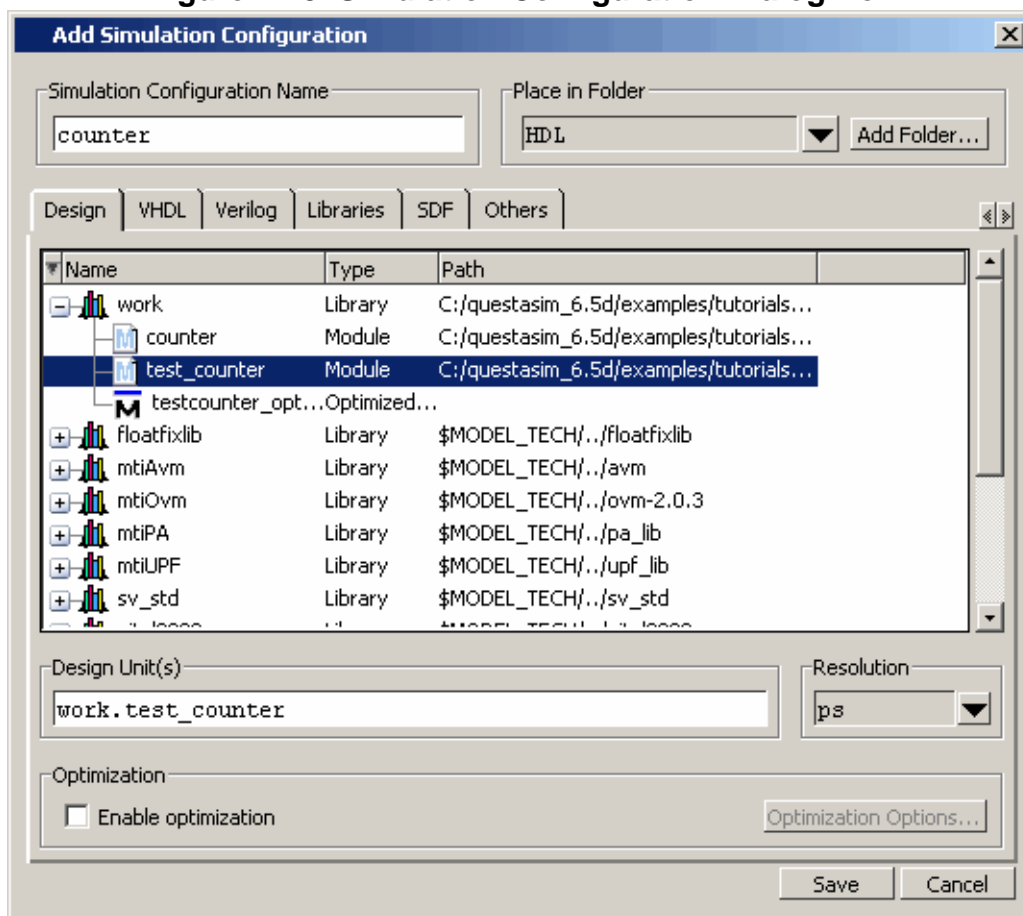 Add Simulation Configuration
Simulation Configuration Name Place in Folder
counter HDL Add Folder...
Design VHDL Verilog Libraries SDF Others
Name Type Path
work Library C:/questasim_6.5d/examples/tutorials...
counter Module C:/questasim_6.5d/examples/tutorials...
test_counter Module C:/questasim_6.5d/examples/tutorials...
testcounter_opt...Optimized...
floatfixlib Library $MODEL_TECH/../floatfixlib
mtiAvm Library $MODEL_TECH/../avm
mtiOvm Library $MODEL_TECH/../ovm-2.0.3
mtiPA Library $MODEL_TECH/../pa_lib
mtiUPF Library $MODEL_TECH/../upf_lib
sv_std Library $MODEL_TECH/../sv_std
Design Unit(s) Resolution
work.test_counter ps
Optimization
Enable optimization Optimization Options...
Save Cancel